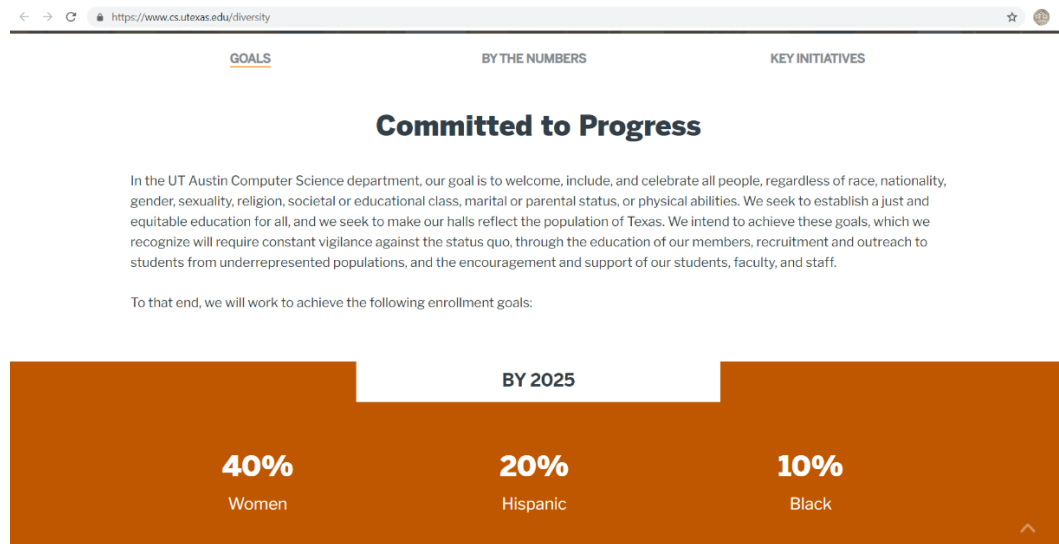 https://www.cs.utexas.edu/diversity
GOALS
BY THE NUMBERS
KEY INITIATIVES
Committed to Progress
In the UT Austin Computer Science department, our goal is to welcome, include, and celebrate all people, regardless of race, nationality,
gender, sexuality, religion, societal or educational class, marital or parental status, or physical abilities. We seek to establish a just and
equitable education for all, and we seek to make our halls reflect the population of Texas. We intend to achieve these goals, which we
recognize will require constant vigilance against the status quo, through the education of our members, recruitment and outreach to
students from underrepresented populations, and the encouragement and support of our students, faculty, and staff.
To that end, we will work to achieve the following enrollment goals:
BY 2025
40%
Women
20%
Hispanic
10%
Black